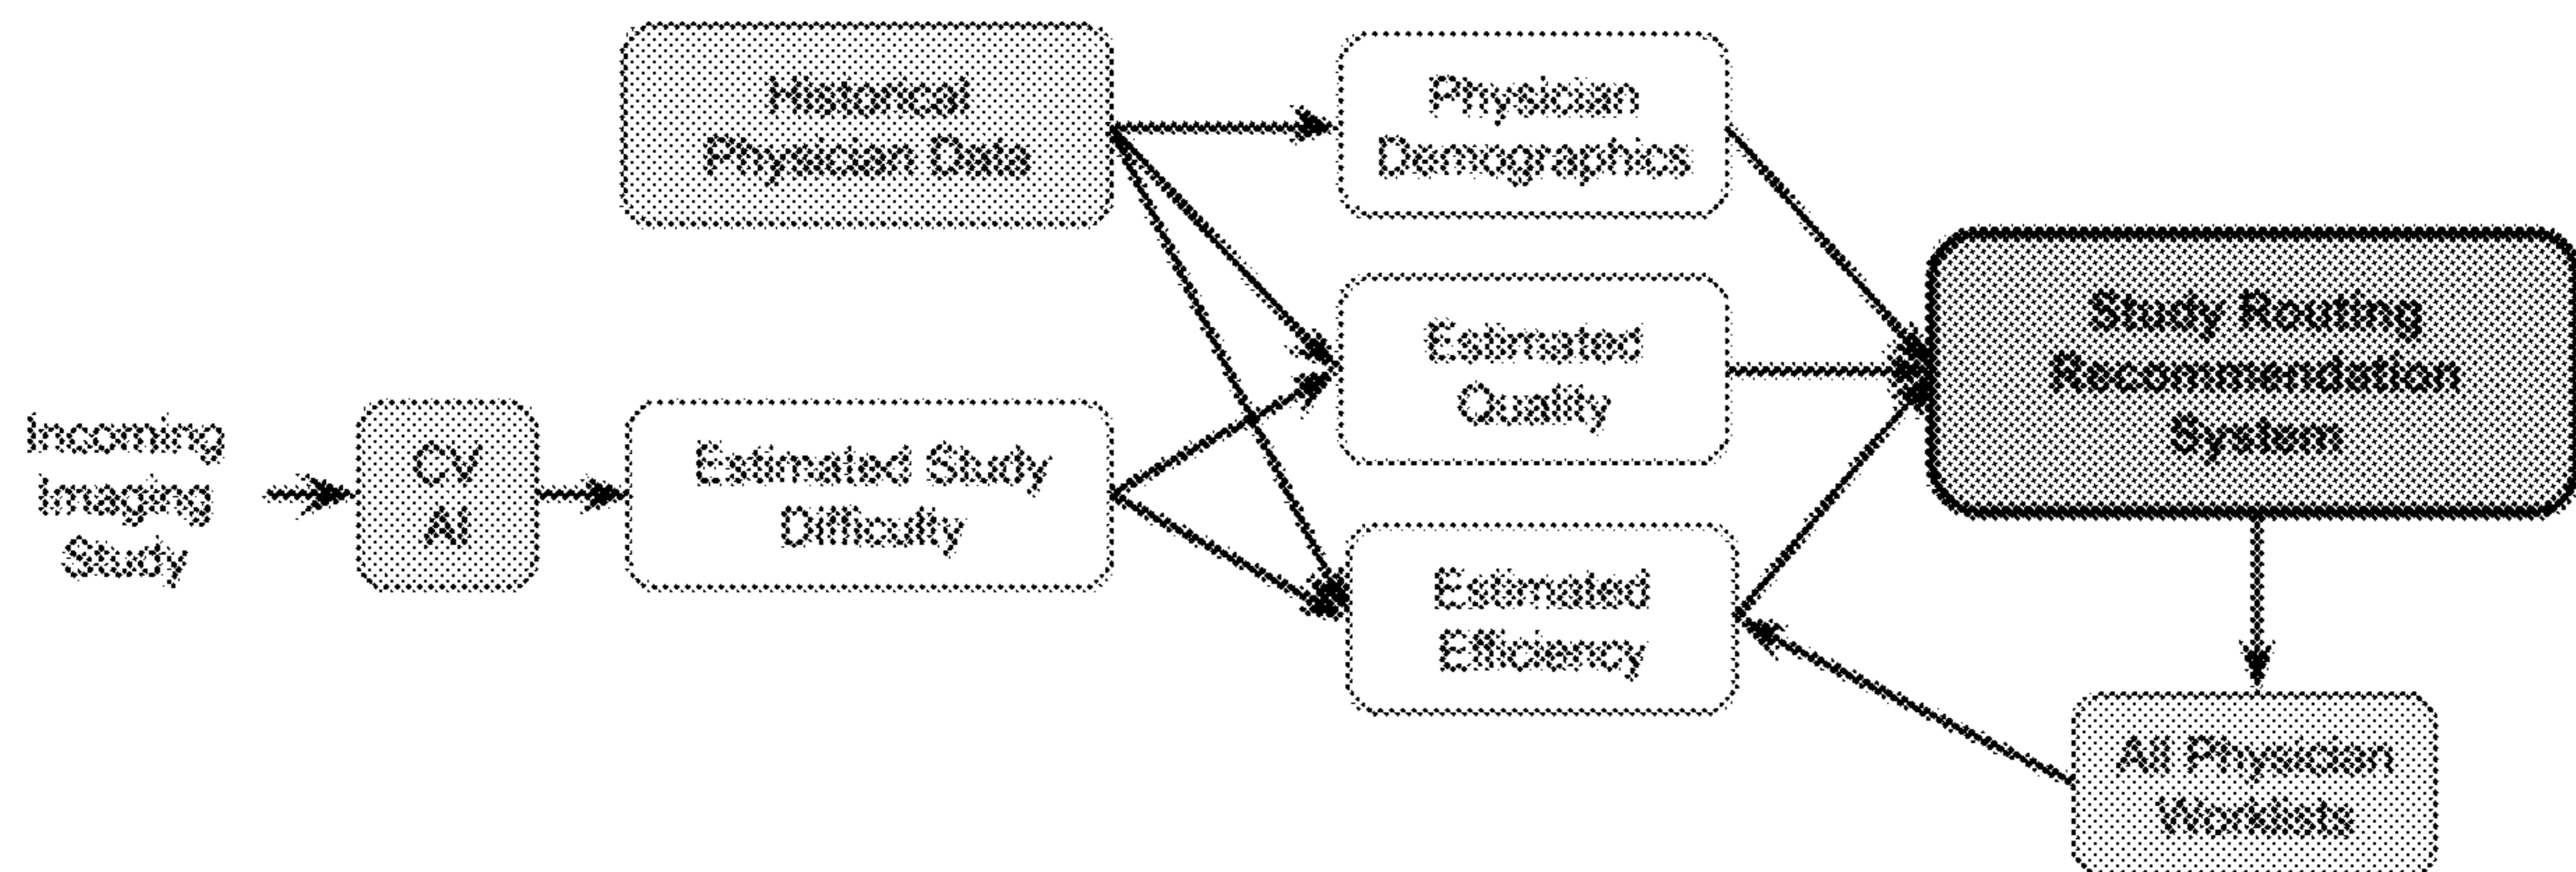 Historical
Physician Data
Physician
Demographics
Study Routing
Recommendation
System
Estimated
Quality
Incoming
Imaging
Study
CV
AI
Estimated Study
Difficulty
Estimated
Efficiency
All Physician
Worklists